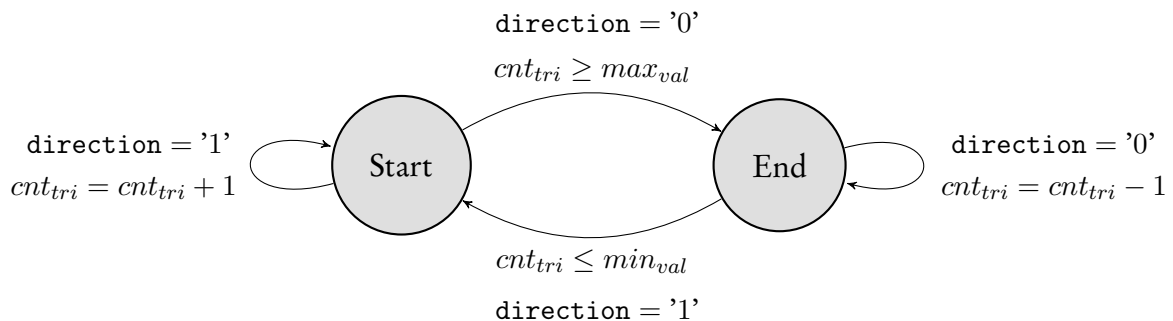 direction = '0'
cnt_tri ≥ max_val
direction = '1'
cnt_tri = cnt_tri + 1
Start
End
direction = '0'
cnt_tri = cnt_tri − 1
cnt_tri ≤ min_val
direction = '1'